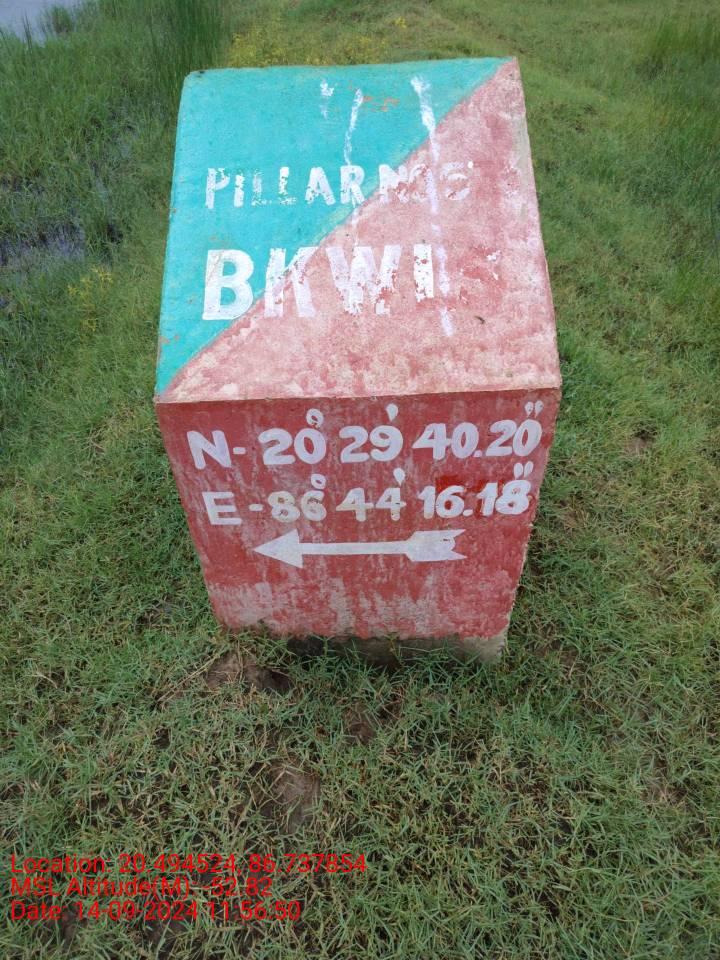 PILLAR NO
BKWL
N- 20° 29' 40.20"
E - 86° 44' 16.18"
Location: 20.494524, 86.737854
MSL Altitude(M): -52.82
Date: 14-09-2024 11:56:50